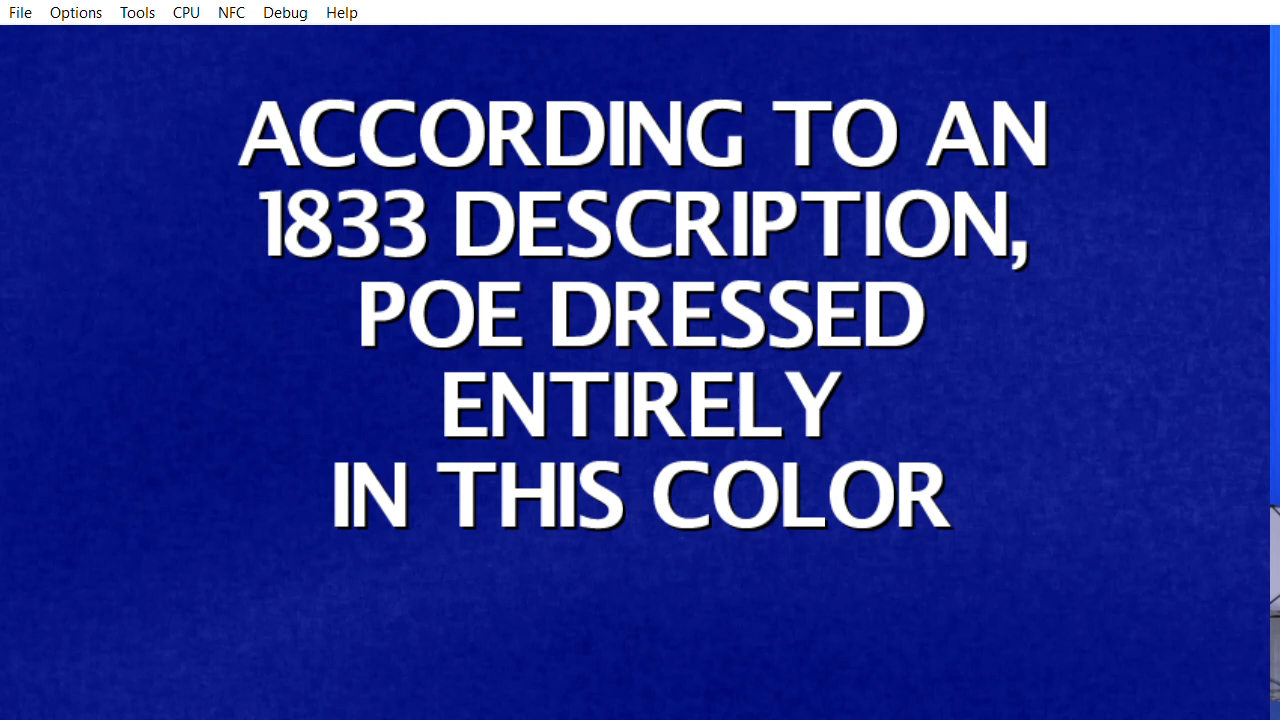 File Options Tools CPU NFC Debug Help
ACCORDING TO AN
1833 DESCRIPTION,
POE DRESSED
ENTIRELY
IN THIS COLOR